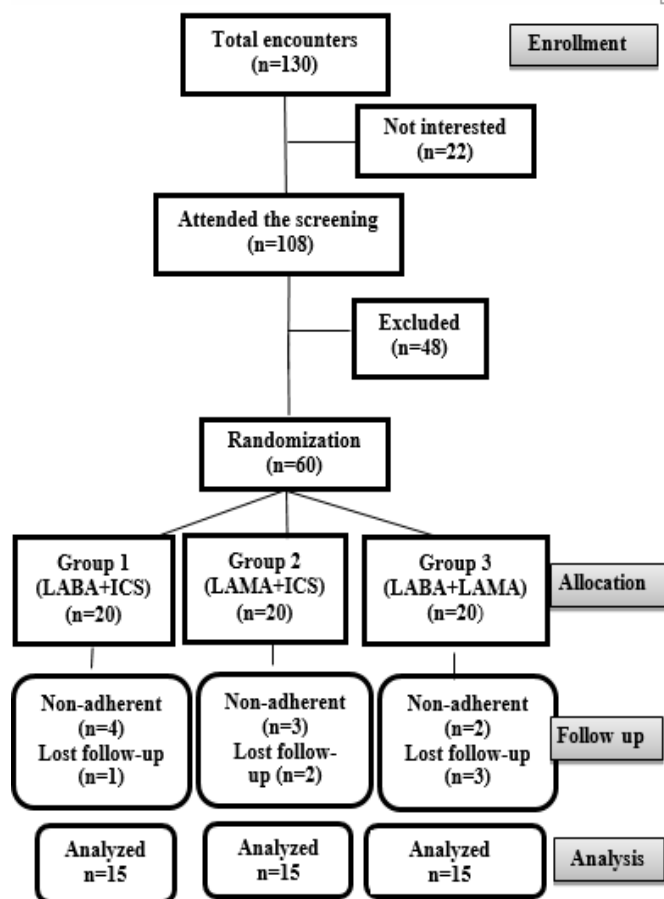 Total encounters
(n=130)
Enrollment
Not interested
(n=22)
Attended the screening
(n=108)
Excluded
(n=48)
Randomization
(n=60)
Group 1
(LABA+ICS)
(n=20)
Group 2
(LAMA+ICS)
(n=20)
Group 3
(LABA+LAMA)
(n=20)
Allocation
Non-adherent
(n=4)
Lost follow-up
(n=1)
Non-adherent
(n=3)
Lost follow-
up (n=2)
Non-adherent
(n=2)
Lost follow-up
(n=3)
Follow up
Analyzed
n=15
Analyzed
n=15
Analyzed
n=15
Analysis